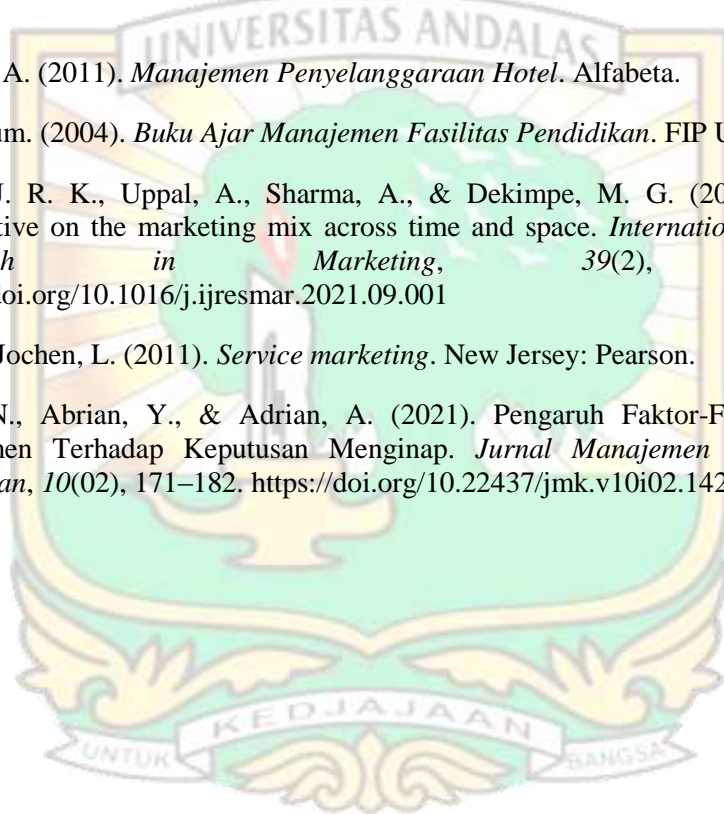 UNIVERSITAS ANDALAS
A. (2011). Manajemen Penyelanggaraan Hotel. Alfabeta.
um. (2004). Buku Ajar Manajemen Fasilitas Pendidikan. FIP U
J. R. K., Uppal, A., Sharma, A., & Dekimpe, M. G. (20
tive on the marketing mix across time and space. Internatio
h in Marketing, 39(2),
doi.org/10.1016/j.ijresmar.2021.09.001
Jochen, L. (2011). Service marketing. New Jersey: Pearson.
N., Abrian, Y., & Adrian, A. (2021). Pengaruh Faktor-F
men Terhadap Keputusan Menginap. Jurnal Manajemen
an, 10(02), 171–182. https://doi.org/10.22437/jmk.v10i02.142
UNTUK KEDJAJAAN BANGSA